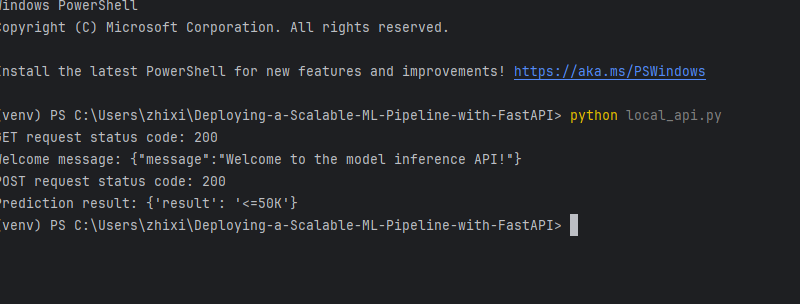 Windows PowerShell
Copyright (C) Microsoft Corporation. All rights reserved.
Install the latest PowerShell for new features and improvements! https://aka.ms/PSWindows
(venv) PS C:\Users\zhixi\Deploying-a-Scalable-ML-Pipeline-with-FastAPI> python local_api.py
GET request status code: 200
Welcome message: {"message":"Welcome to the model inference API!"}
POST request status code: 200
Prediction result: {'result': '<=50K'}
(venv) PS C:\Users\zhixi\Deploying-a-Scalable-ML-Pipeline-with-FastAPI>